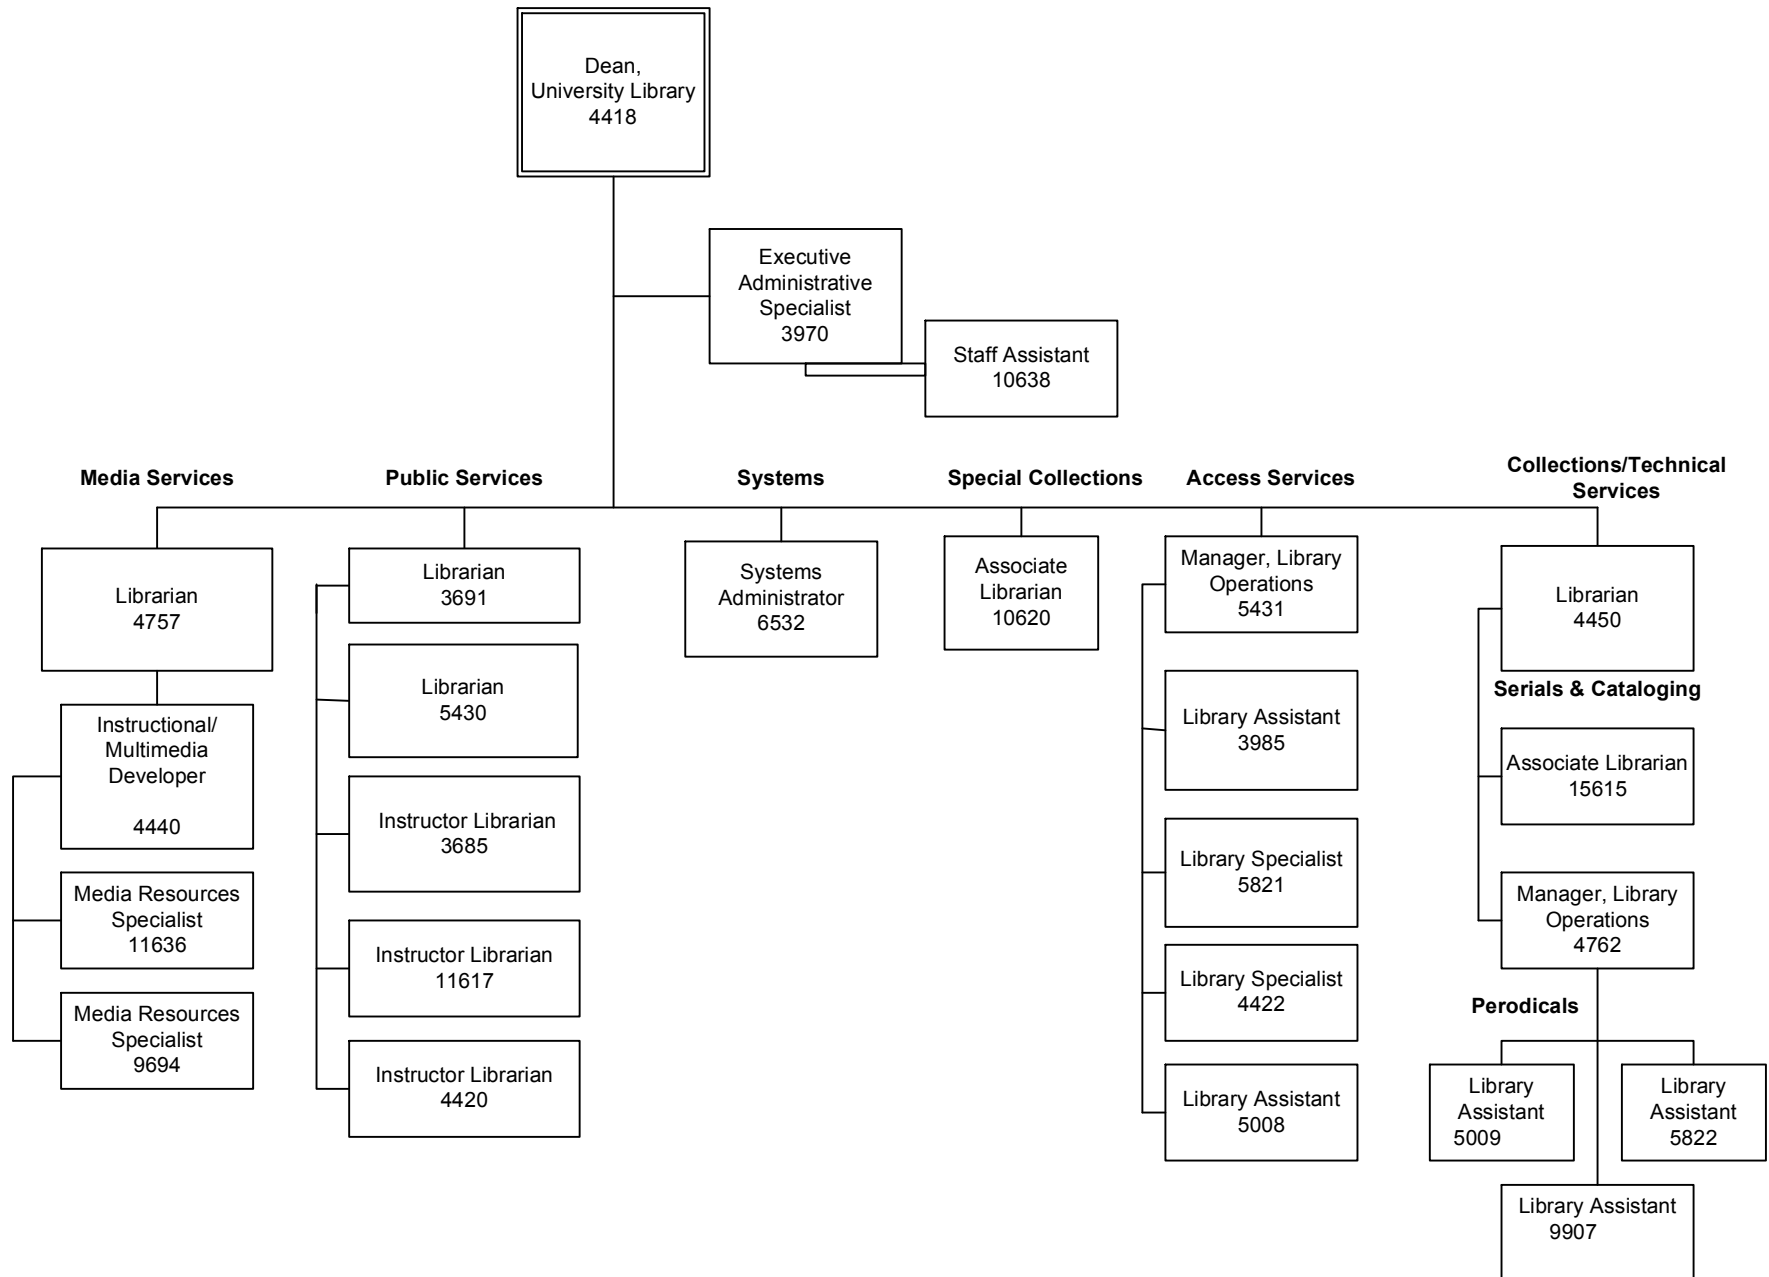 Dean,
University Library
4418
Executive
Administrative
Specialist
3970
Staff Assistant
10638
Media Services
Public Services
Systems
Special Collections
Access Services
Collections/Technical
Services
Librarian
4757
Instructional/
Multimedia
Developer
4440
Media Resources
Specialist
11636
Media Resources
Specialist
9694
Librarian
3691
Librarian
5430
Instructor Librarian
3685
Instructor Librarian
11617
Instructor Librarian
4420
Systems
Administrator
6532
Associate
Librarian
10620
Manager, Library
Operations
5431
Library Assistant
3985
Library Specialist
5821
Library Specialist
4422
Library Assistant
5008
Librarian
4450
Serials & Cataloging
Associate Librarian
15615
Manager, Library
Operations
4762
Perodicals
Library
Assistant
5009
Library
Assistant
5822
Library Assistant
9907